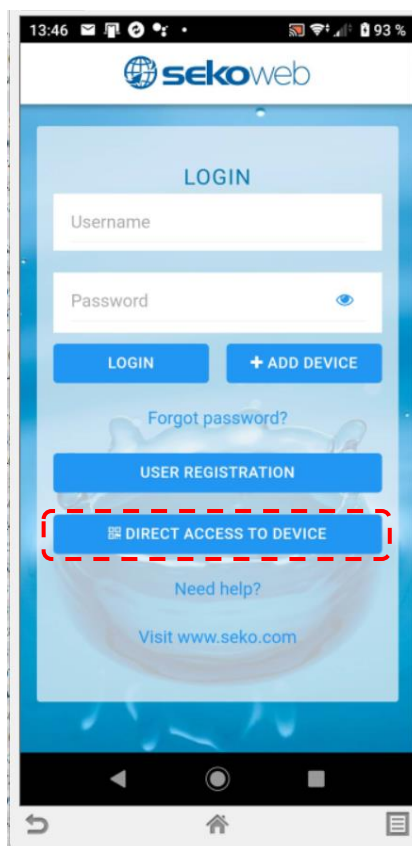 13:46
93 %
sekoweb
LOGIN
Username
Password
LOGIN
+ ADD DEVICE
Forgot password?
USER REGISTRATION
DIRECT ACCESS TO DEVICE
Need help?
Visit www.seko.com